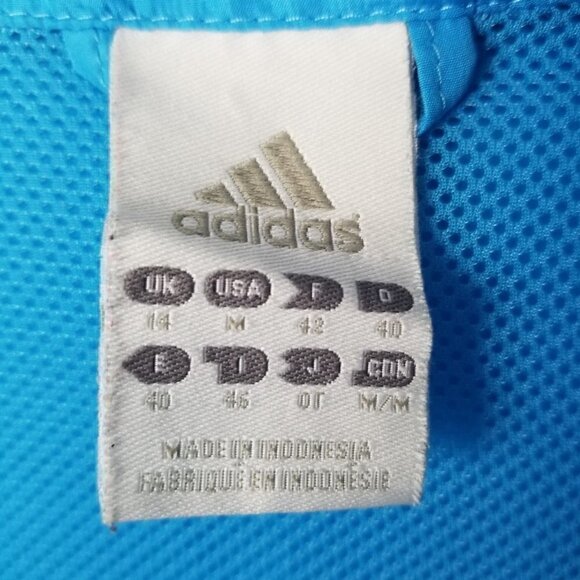 adidas
UK USA F D
14 M 42 40
E I J CDN
40 46 OT M/M
MADE IN INDONESIA
FABRIQUÉ EN INDONÉSIE